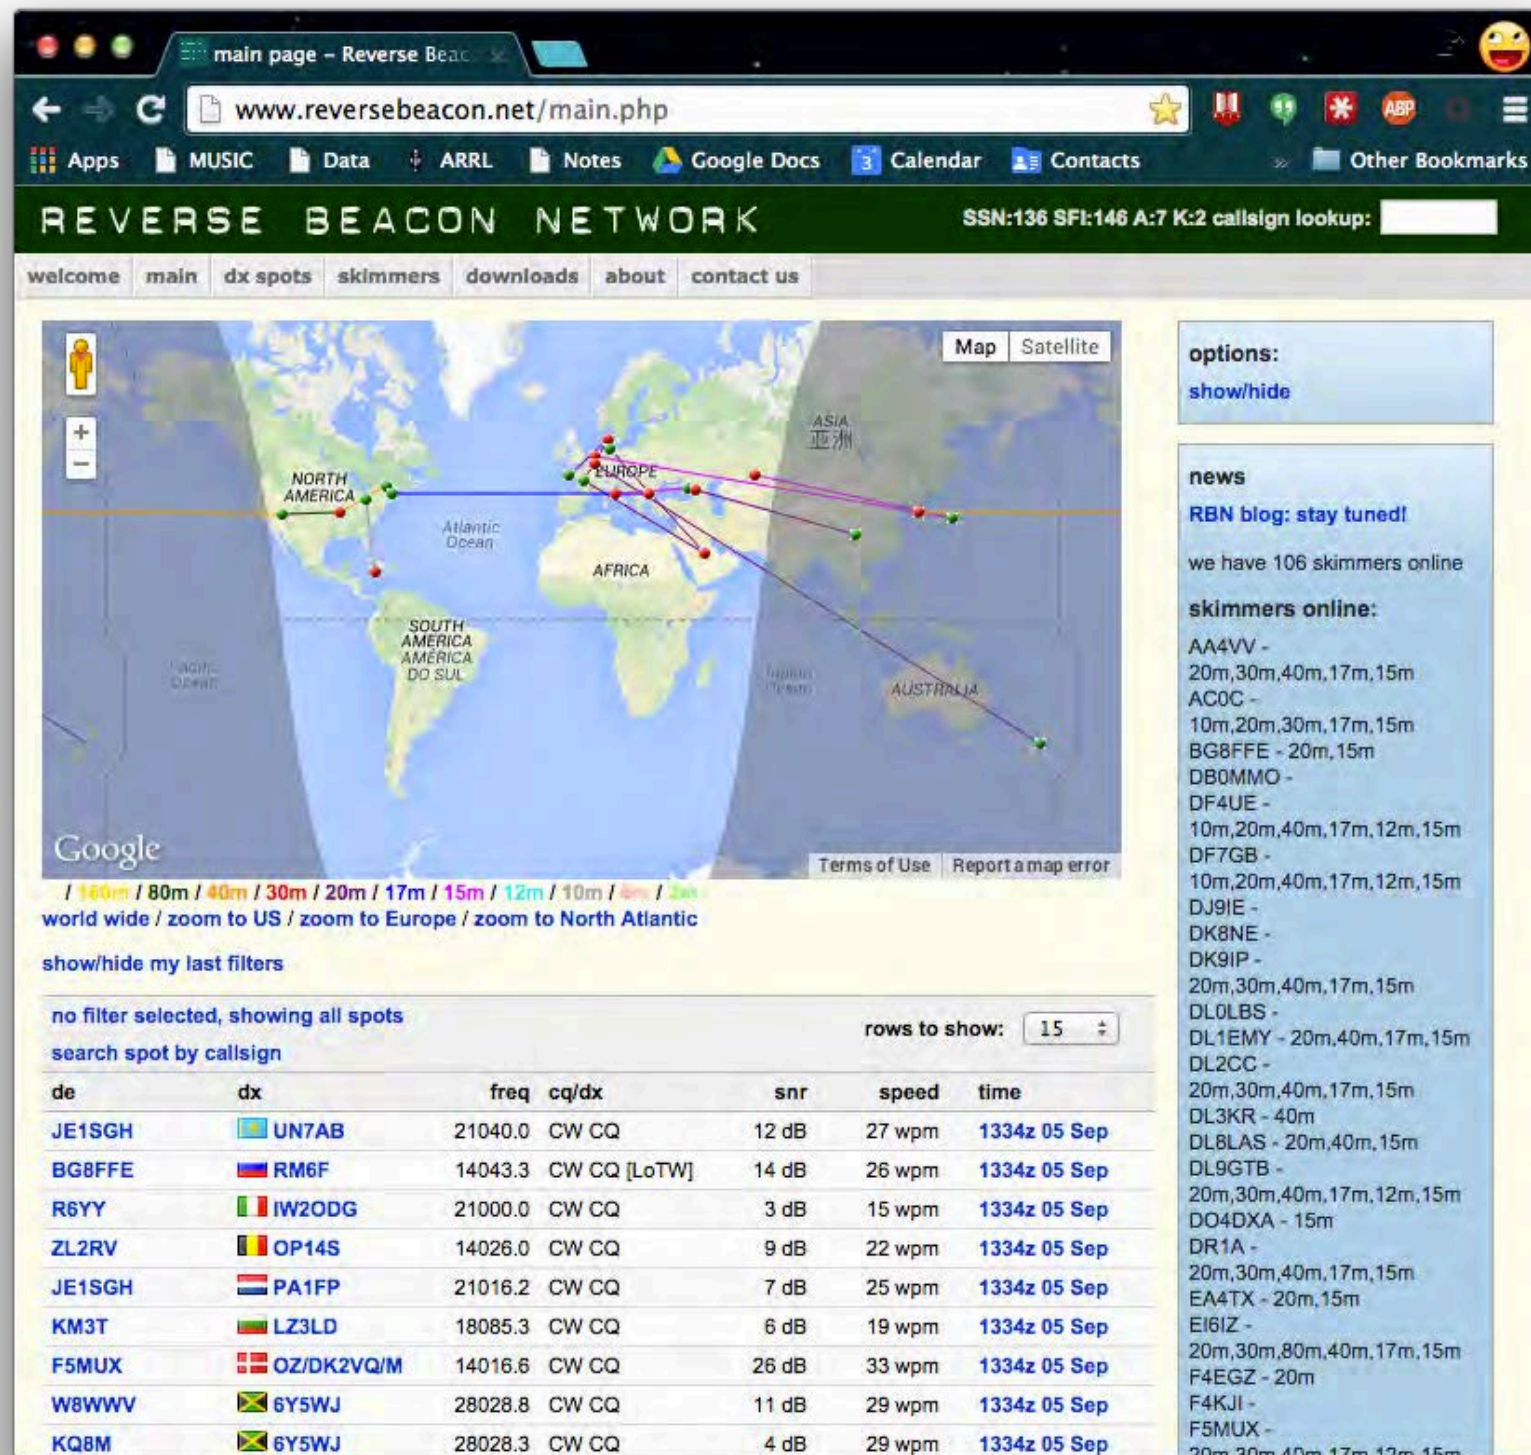 main page – Reverse Beac
www.reversebeacon.net/main.php
ABP
Apps MUSIC Data ARRL Notes Google Docs 3 Calendar Contacts » Other Bookmarks
REVERSE BEACON NETWORK
SSN:136 SFI:146 A:7 K:2 callsign lookup:
welcome main dx spots skimmers downloads about contact us
Map Satellite
+
−
ASIA
亚洲
NORTH
AMERICA
EUROPE
Atlantic
Ocean
AFRICA
SOUTH
AMERICA
AMÉRICA
DO SUL
Pacific
Ocean
Indian
Ocean
AUSTRALIA
Google
Terms of Use Report a map error
/ 160m / 80m / 40m / 30m / 20m / 17m / 15m / 12m / 10m / 6m / 2m
world wide / zoom to US / zoom to Europe / zoom to North Atlantic
show/hide my last filters
no filter selected, showing all spots
search spot by callsign
rows to show: 15
de dx freq cq/dx snr speed time
JE1SGH UN7AB 21040.0 CW CQ 12 dB 27 wpm 1334z 05 Sep
BG8FFE RM6F 14043.3 CW CQ [LoTW] 14 dB 26 wpm 1334z 05 Sep
R6YY IW2ODG 21000.0 CW CQ 3 dB 15 wpm 1334z 05 Sep
ZL2RV OP14S 14026.0 CW CQ 9 dB 22 wpm 1334z 05 Sep
JE1SGH PA1FP 21016.2 CW CQ 7 dB 25 wpm 1334z 05 Sep
KM3T LZ3LD 18085.3 CW CQ 6 dB 19 wpm 1334z 05 Sep
F5MUX OZ/DK2VQ/M 14016.6 CW CQ 26 dB 33 wpm 1334z 05 Sep
W8WWV 6Y5WJ 28028.8 CW CQ 11 dB 29 wpm 1334z 05 Sep
KQ8M 6Y5WJ 28028.3 CW CQ 4 dB 29 wpm 1334z 05 Sep
options:
show/hide
news
RBN blog: stay tuned!
we have 106 skimmers online
skimmers online:
AA4VV -
20m,30m,40m,17m,15m
AC0C -
10m,20m,30m,17m,15m
BG8FFE - 20m,15m
DB0MMO -
DF4UE -
10m,20m,40m,17m,12m,15m
DF7GB -
10m,20m,40m,17m,12m,15m
DJ9IE -
DK8NE -
DK9IP -
20m,30m,40m,17m,15m
DL0LBS -
DL1EMY - 20m,40m,17m,15m
DL2CC -
20m,30m,40m,17m,15m
DL3KR - 40m
DL8LAS - 20m,40m,15m
DL9GTB -
20m,30m,40m,17m,12m,15m
DO4DXA - 15m
DR1A -
20m,30m,40m,17m,15m
EA4TX - 20m,15m
EI6IZ -
20m,30m,80m,40m,17m,15m
F4EGZ - 20m
F4KJI -
F5MUX -
20m,30m,40m,17m,12m,15m